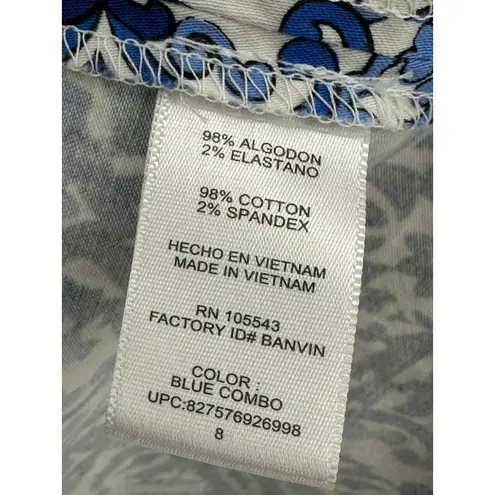 98% ALGODON
2% ELASTANO
98% COTTON
2% SPANDEX
HECHO EN VIETNAM
MADE IN VIETNAM
RN 105543
FACTORY ID# BANVIN
COLOR :
BLUE COMBO
UPC:827576926998
8